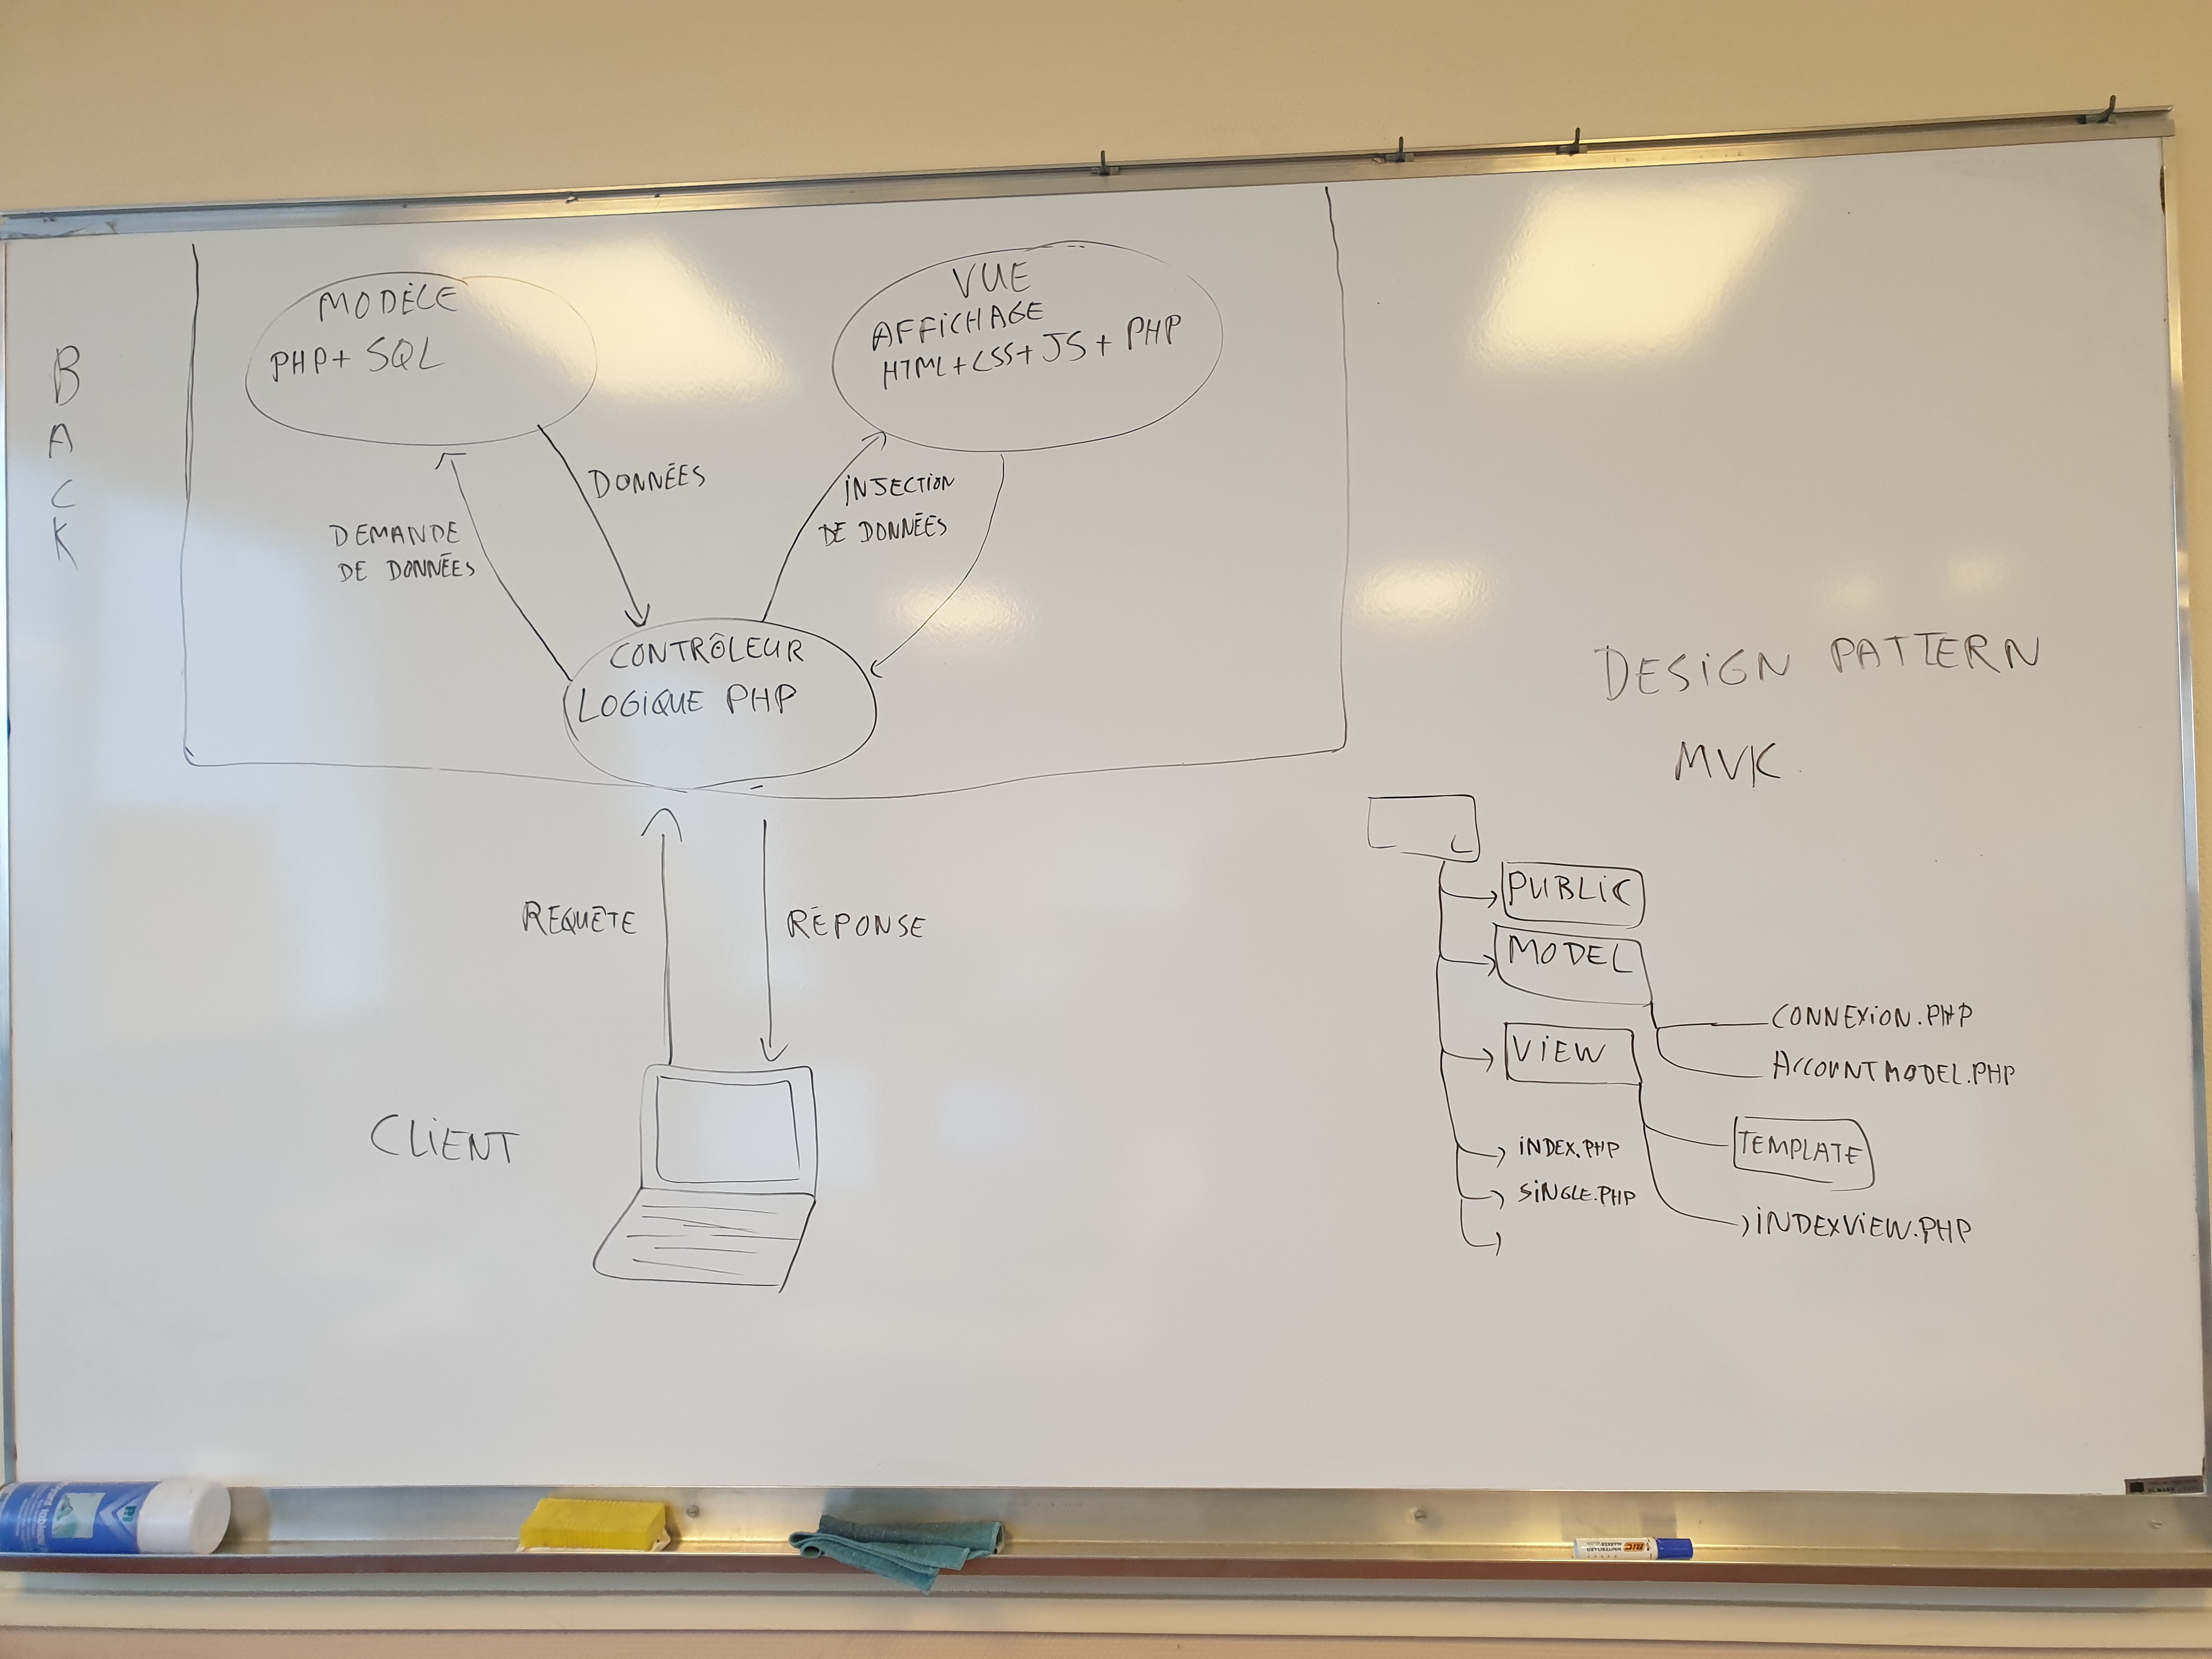 BACK
MODÈLE
PHP + SQL
VUE
AFFICHAGE
HTML + CSS + JS + PHP
DONNÉES
DEMANDE
DE DONNÉES
INJECTION
DE DONNÉES
CONTRÔLEUR
LOGIQUE PHP
REQUÊTE
RÉPONSE
CLIENT
DESIGN PATTERN
MVK
PUBLIC
MODEL
CONNEXION.PHP
ACCOUNTMODEL.PHP
VIEW
TEMPLATE
INDEXVIEW.PHP
INDEX.PHP
SINGLE.PHP
BIC